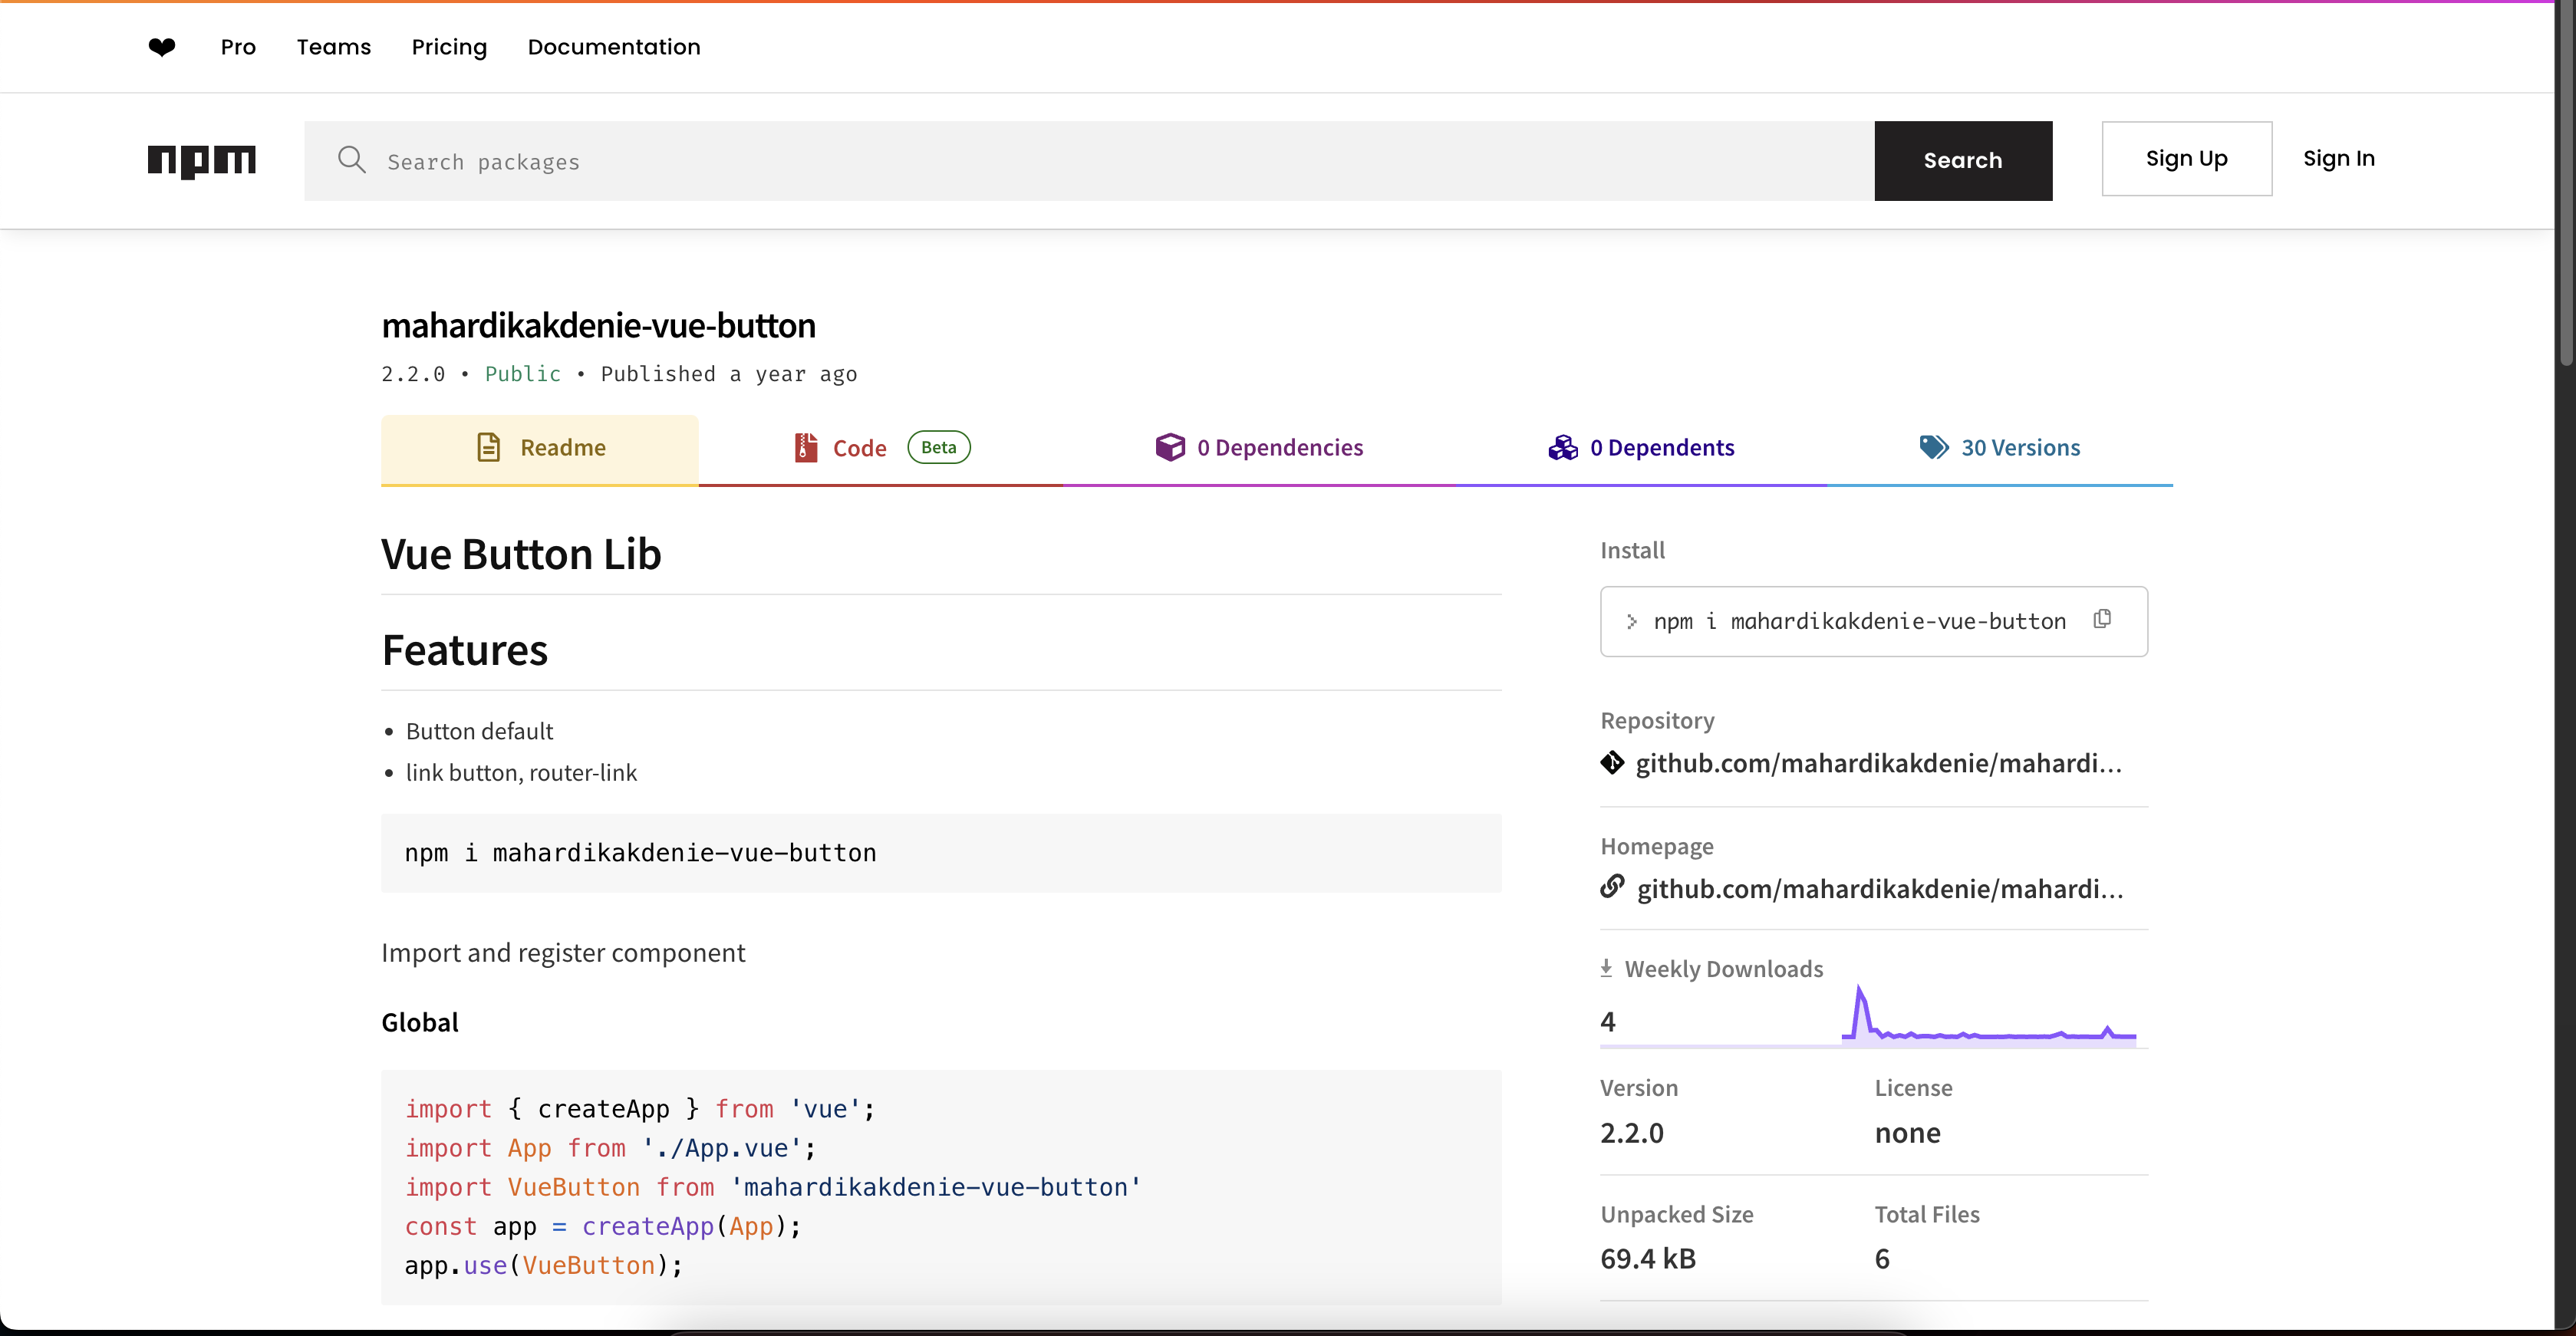 ❤ Pro Teams Pricing Documentation
npm Search packages Search Sign Up Sign In
mahardikakdenie-vue-button
2.2.0 • Public • Published a year ago
Readme Code Beta 0 Dependencies 0 Dependents 30 Versions
Vue Button Lib
Features
• Button default
• link button, router-link
npm i mahardikakdenie-vue-button
Import and register component
Global
import { createApp } from 'vue';
import App from './App.vue';
import VueButton from 'mahardikakdenie-vue-button'
const app = createApp(App);
app.use(VueButton);
Install
> npm i mahardikakdenie-vue-button
Repository
github.com/mahardikakdenie/mahardi...
Homepage
github.com/mahardikakdenie/mahardi...
Weekly Downloads
4
Version License
2.2.0 none
Unpacked Size Total Files
69.4 kB 6